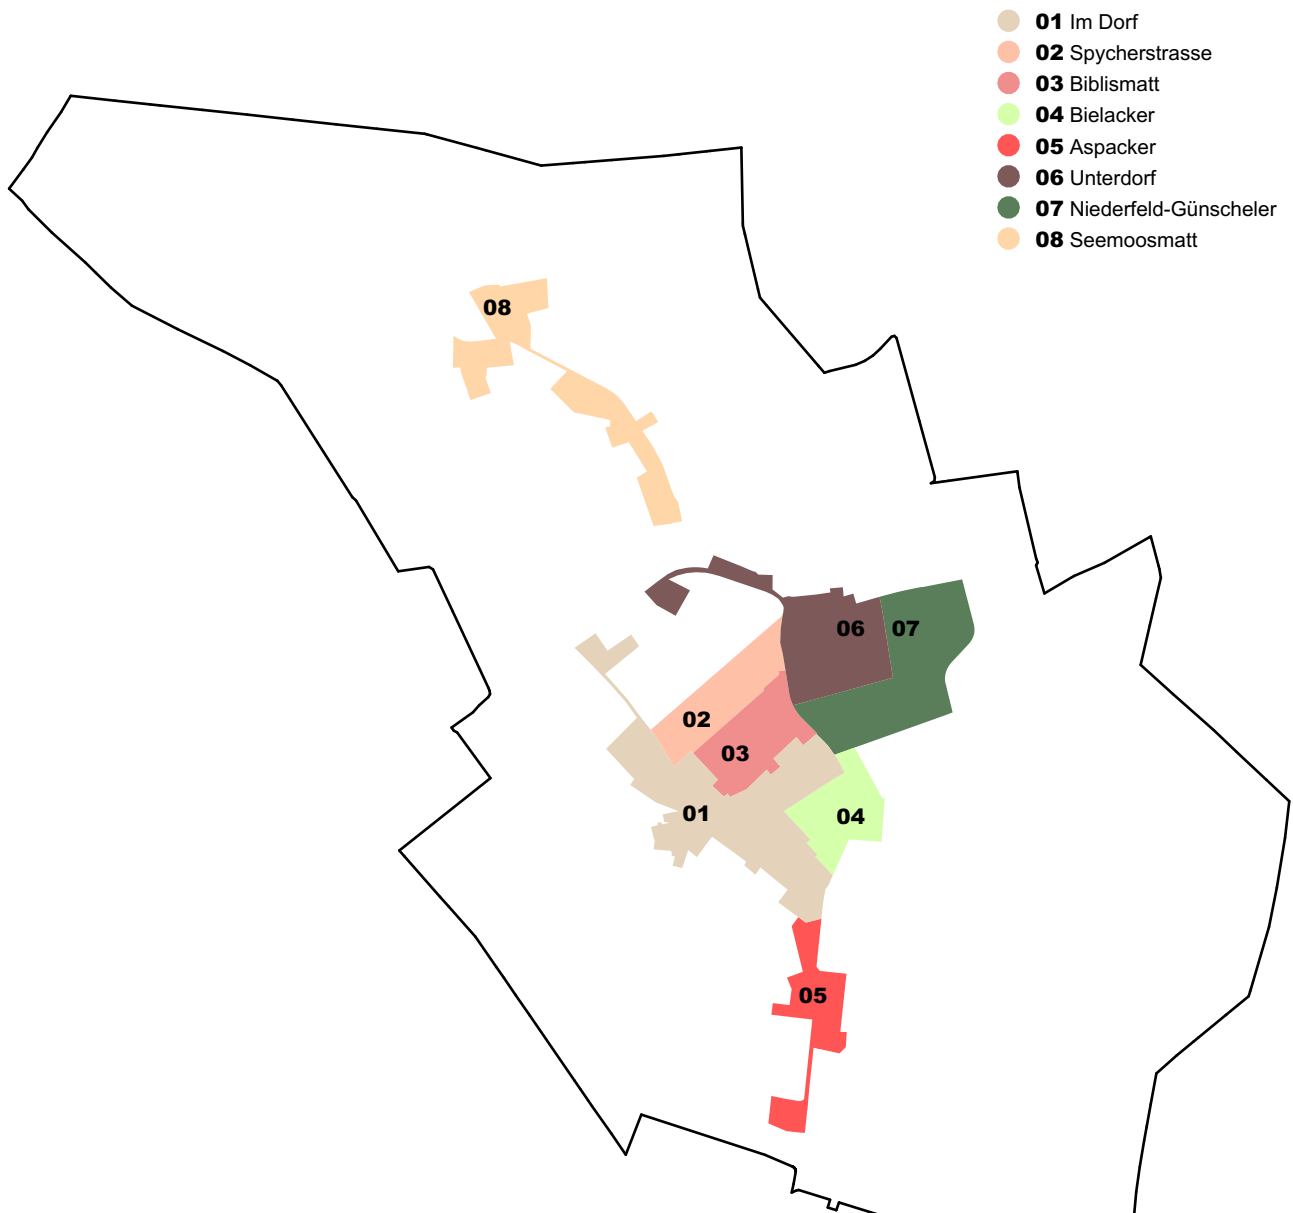 01 Im Dorf
02 Spycherstrasse
03 Biblismatt
04 Bielacker
05 Aspacker
06 Unterdorf
07 Niederfeld-Günscheler
08 Seemoosmatt
08
06 07
02
03
01
04
05